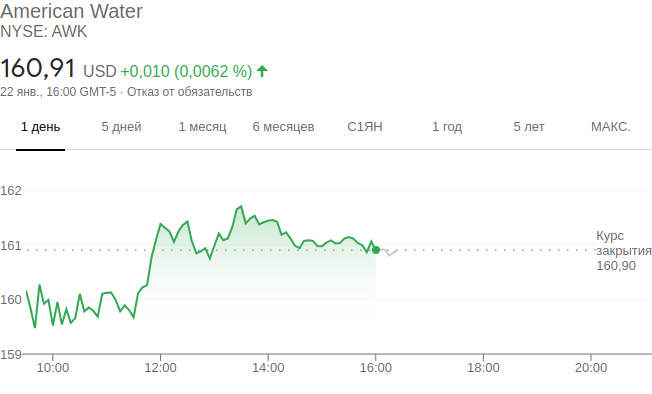 American Water
NYSE: AWK
160,91 USD +0,010 (0,0062 %)
22 янв., 16:00 GMT-5 · Отказ от обязательств
1 день 5 дней 1 месяц 6 месяцев С1ЯН 1 год 5 лет МАКС.
162
161
160
159
Курс
закрытия
160,90
10:00 12:00 14:00 16:00 18:00 20:00